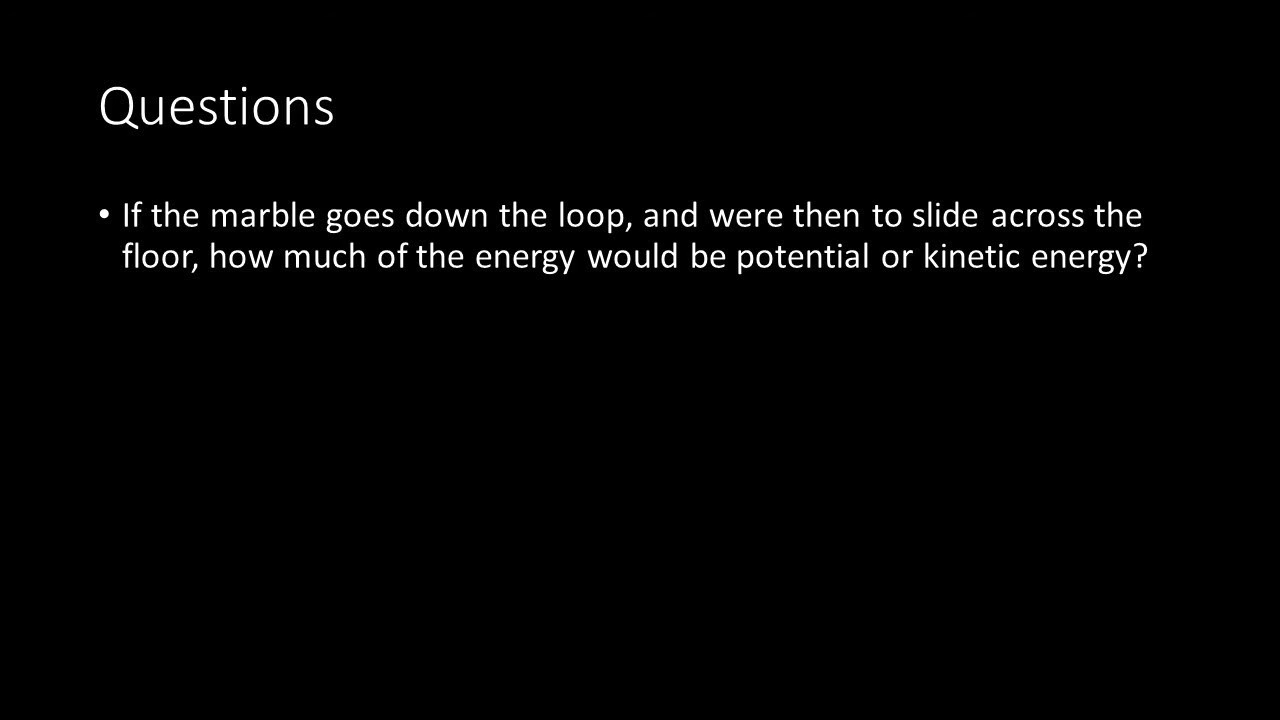 Questions
• If the marble goes down the loop, and were then to slide across the
floor, how much of the energy would be potential or kinetic energy?